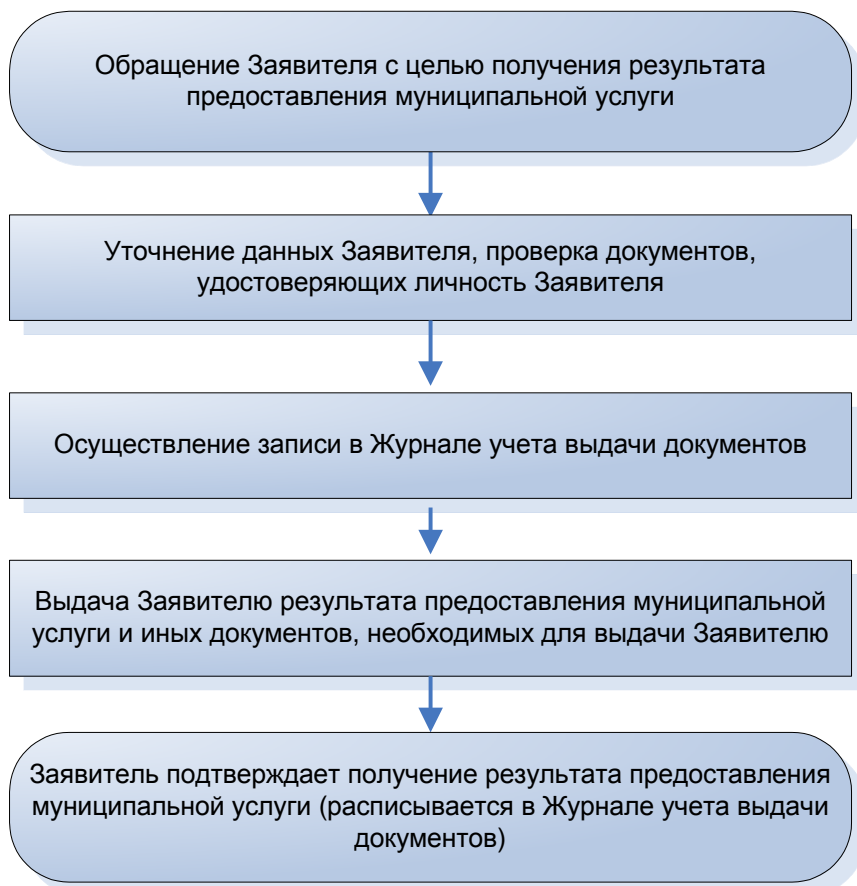 Обращение Заявителя с целью получения результата
предоставления муниципальной услуги
Уточнение данных Заявителя, проверка документов,
удостоверяющих личность Заявителя
Осуществление записи в Журнале учета выдачи документов
Выдача Заявителю результата предоставления муниципальной
услуги и иных документов, необходимых для выдачи Заявителю
Заявитель подтверждает получение результата предоставления
муниципальной услуги (расписывается в Журнале учета выдачи
документов)